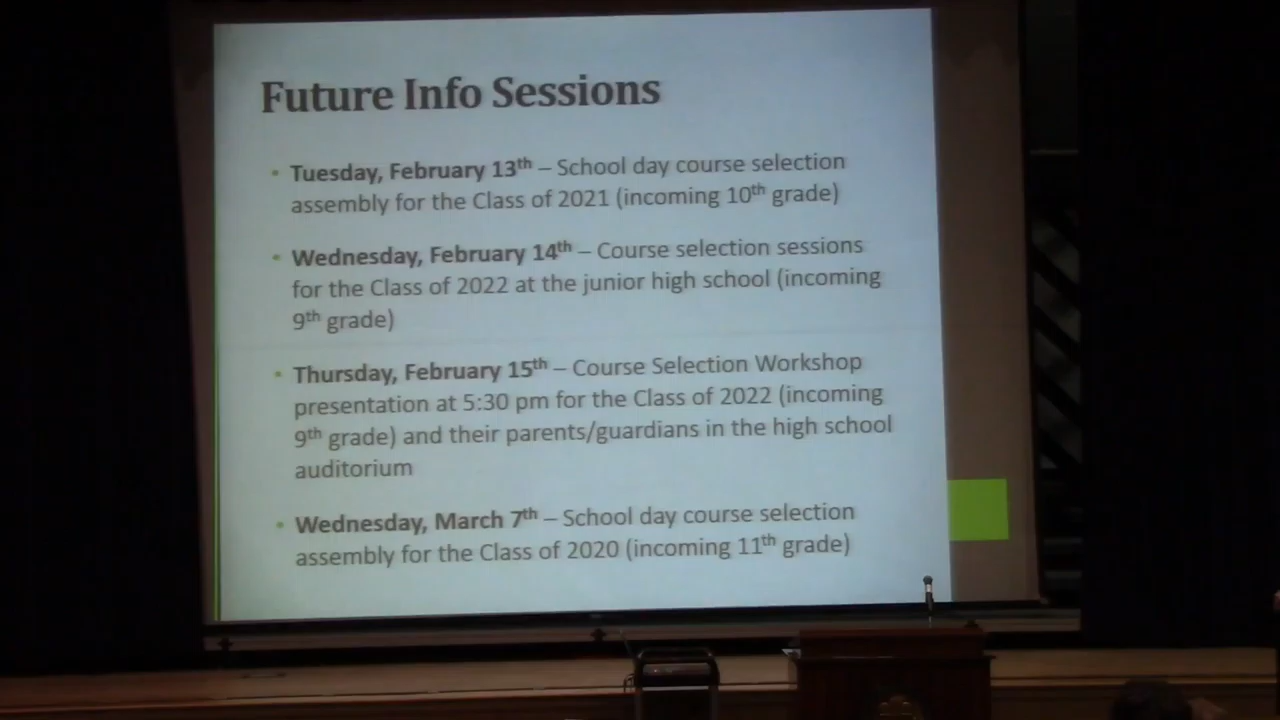 Future Info Sessions
• Tuesday, February 13th – School day course selection
assembly for the Class of 2021 (incoming 10th grade)
• Wednesday, February 14th – Course selection sessions
for the Class of 2022 at the junior high school (incoming
9th grade)
• Thursday, February 15th – Course Selection Workshop
presentation at 5:30 pm for the Class of 2022 (incoming
9th grade) and their parents/guardians in the high school
auditorium
• Wednesday, March 7th – School day course selection
assembly for the Class of 2020 (incoming 11th grade)